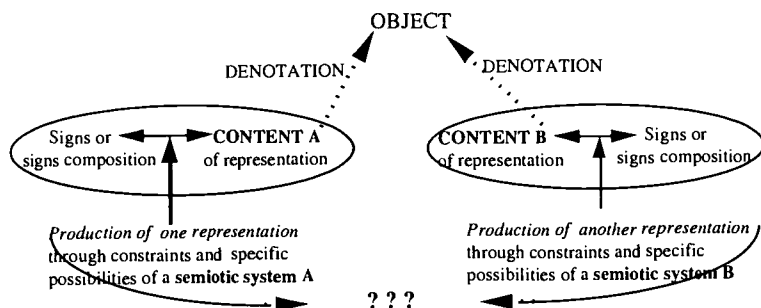 OBJECT
DENOTATION
DENOTATION
Signs or
signs composition
CONTENT A
of representation
CONTENT B
of representation
Signs or
signs composition
Production of one representation
through constraints and specific
possibilities of a semiotic system A
Production of another representation
through constraints and specific
possibilities of a semiotic system B
? ? ?